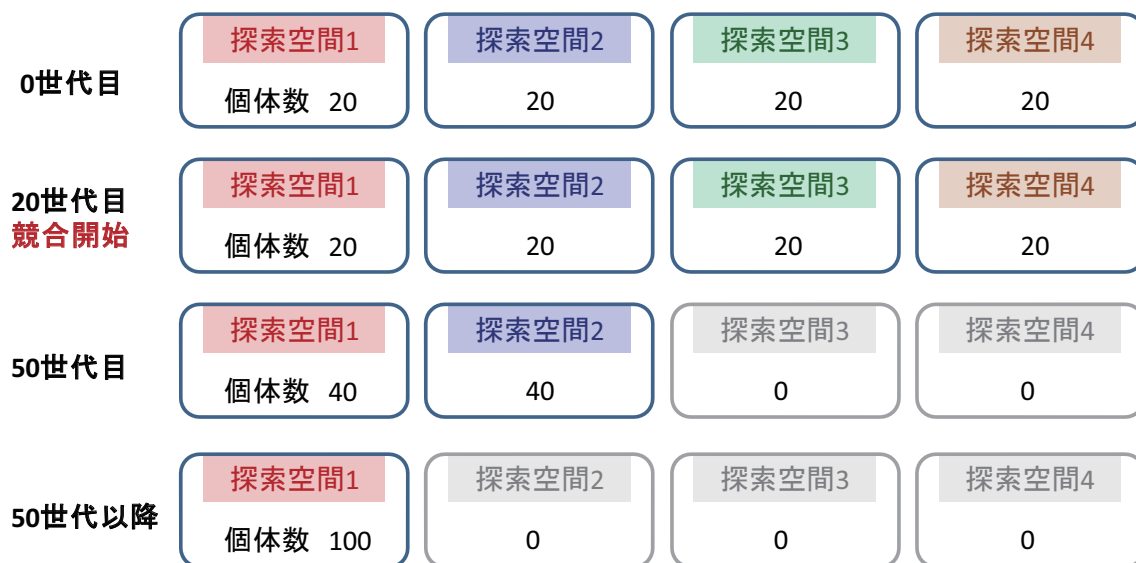 探索空間1 探索空間2 探索空間3 探索空間4
0世代目
個体数 20 20 20 20
探索空間1 探索空間2 探索空間3 探索空間4
20世代目
競合開始
個体数 20 20 20 20
探索空間1 探索空間2 探索空間3 探索空間4
50世代目
個体数 40 40 0 0
探索空間1 探索空間2 探索空間3 探索空間4
50世代以降
個体数 100 0 0 0